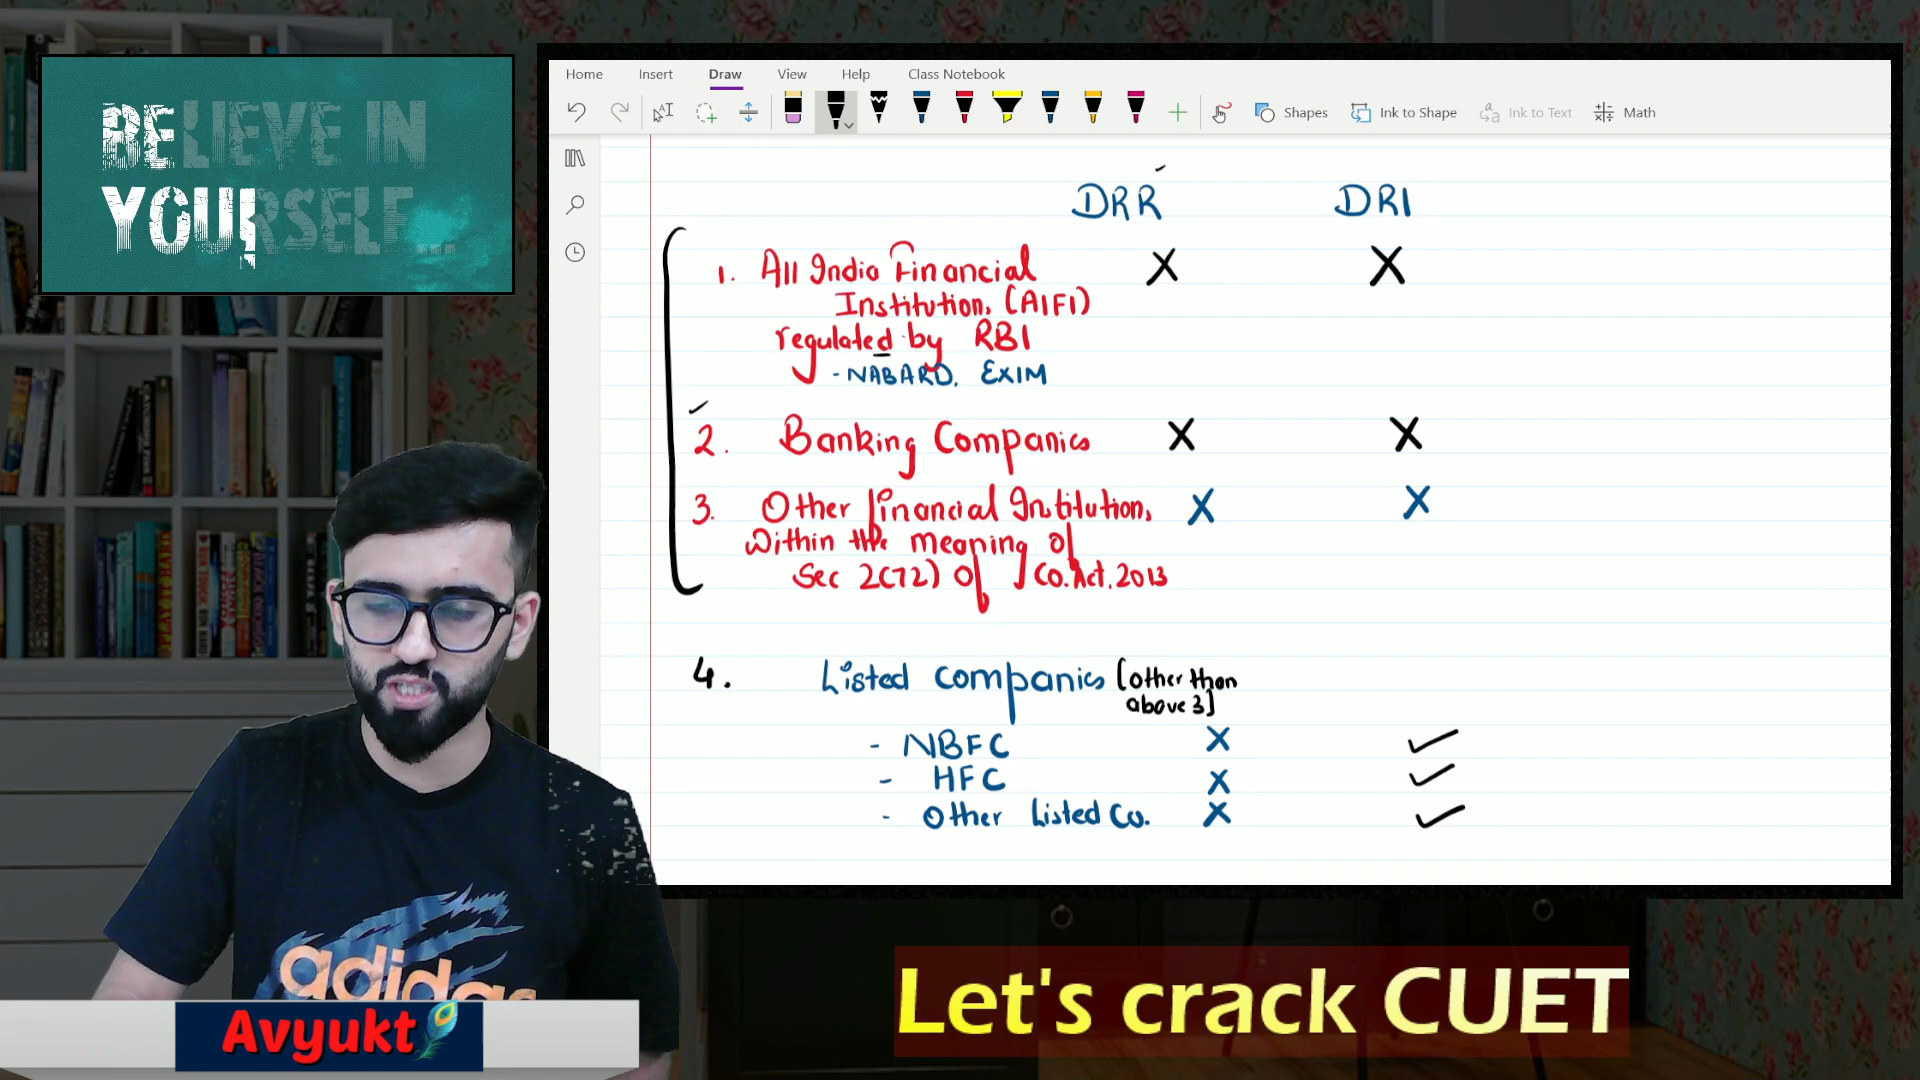 BELIEVE IN
YOURSELF...
Home Insert Draw View Help Class Notebook
Shapes Ink to Shape Ink to Text Math
DRR DRI
1. All India Financial X X
Institution, (AIFI)
regulated by RBI
- NABARD. EXIM
2. Banking Companies X X
3. Other financial Institution, X X
Within the meaning of
Sec 2(72) of Co. Act. 2013
4. Listed companies [other than
above 3]
- NBFC X ✓
- HFC X ✓
- Other Listed Co. X ✓
adidas
Avyukt
Let's crack CUET